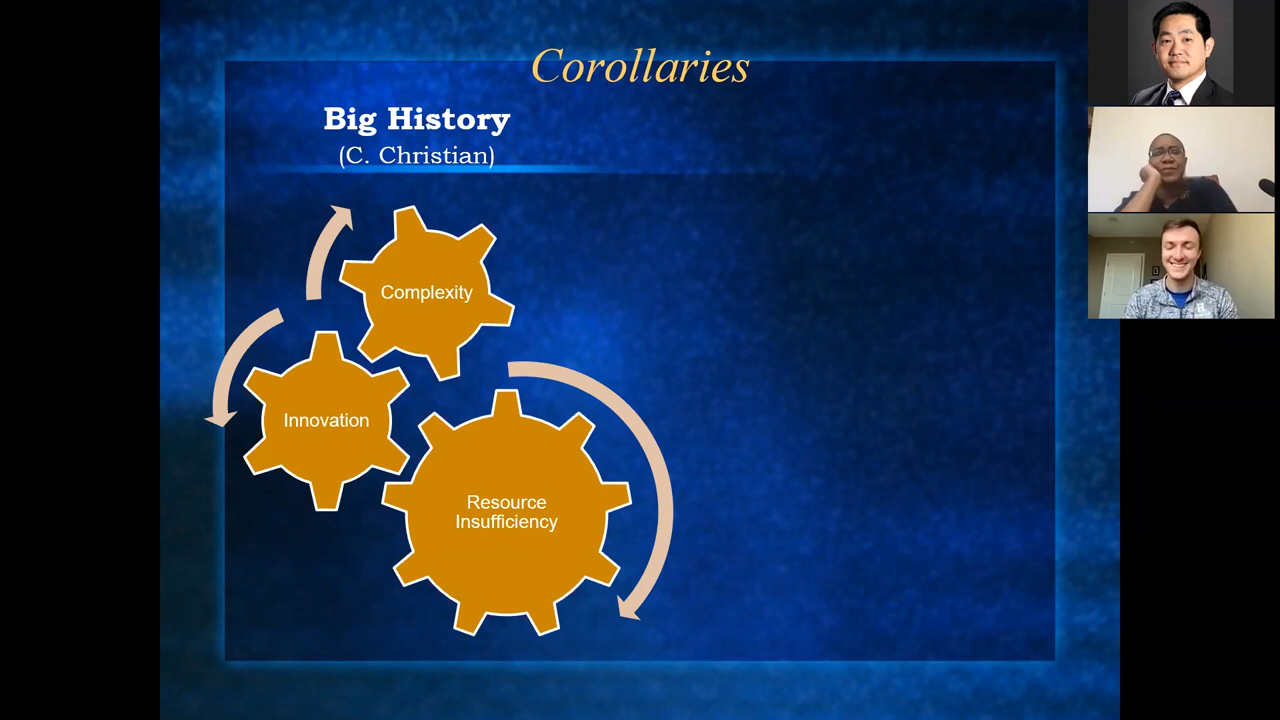 Corollaries
Big History
(C. Christian)
Complexity
Innovation
Resource
Insufficiency